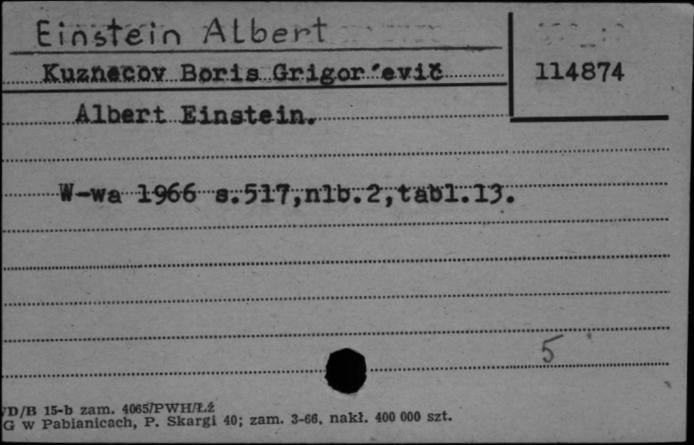 Einstein Albert
Kuznecov Boris Grigor'evič
114874
Albert Einstein.
W-wa 1966 s.517,nlb.2,tabl.13.
5
D/B 15-b zam. 4065/PWH/Łź
G w Pabianicach, P. Skargi 40; zam. 3-66, nakł. 400 000 szt.